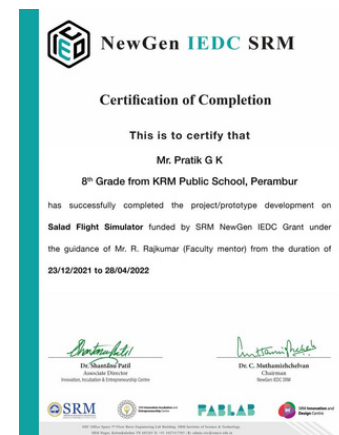 NewGen IEDC SRM
Certification of Completion
This is to certify that
Mr. Pratik G K
8th Grade from KRM Public School, Perambur
has successfully completed the project/prototype development on
Salad Flight Simulator funded by SRM NewGen IEDC Grant under
the guidance of Mr. R. Rajkumar (Faculty mentor) from the duration of
23/12/2021 to 28/04/2022
Dr. Shantanu Patil
Associate Director
Innovation, Incubation & Entrepreneurship Centre
Dr. C. Muthamizhchelvan
Chairman
NewGen IEDC SRM
SRM
FABLAB
SRM Innovation and
Design Centre